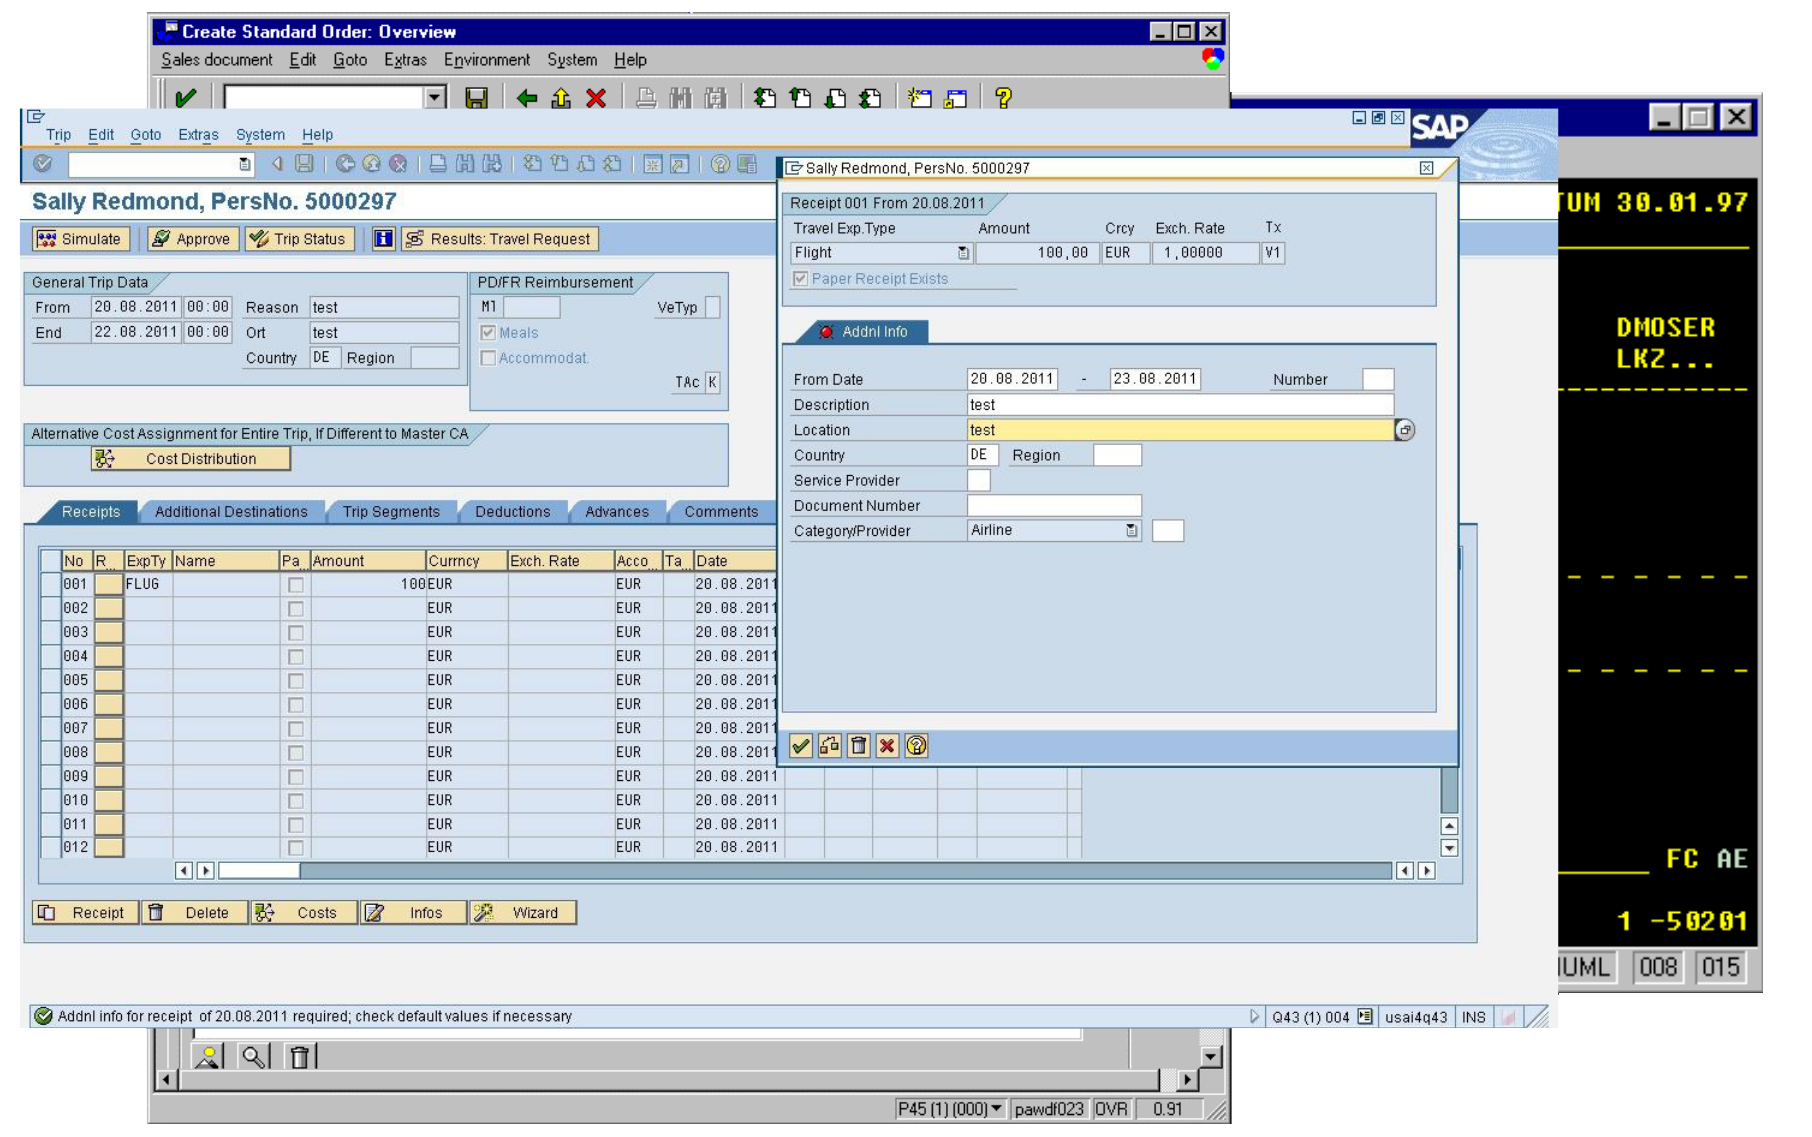 Create Standard Order: Overview
Sales document Edit Goto Extras Environment System Help
Trip Edit Goto Extras System Help
SAP
Sally Redmond, PersNo. 5000297
Simulate Approve Trip Status Results: Travel Request
General Trip Data
From 20.08.2011 00:00 Reason test
End 22.08.2011 00:00 Ort test
Country DE Region
PD/FR Reimbursement
M1 VeTyp
Meals
Accommodat.
TAc K
Alternative Cost Assignment for Entire Trip, If Different to Master CA
Cost Distribution
Receipts Additional Destinations Trip Segments Deductions Advances Comments
No R... ExpTy Name Pa... Amount Currncy Exch. Rate Acco... Ta... Date
001 FLUG 100 EUR EUR 20.08.2011
002 EUR EUR 20.08.2011
003 EUR EUR 20.08.2011
004 EUR EUR 20.08.2011
005 EUR EUR 20.08.2011
006 EUR EUR 20.08.2011
007 EUR EUR 20.08.2011
008 EUR EUR 20.08.2011
009 EUR EUR 20.08.2011
010 EUR EUR 20.08.2011
011 EUR EUR 20.08.2011
012 EUR EUR 20.08.2011
Receipt Delete Costs Infos Wizard
Addnl info for receipt of 20.08.2011 required; check default values if necessary
Q43 (1) 004 usai4q43 INS
Sally Redmond, PersNo. 5000297
Receipt 001 From 20.08.2011
Travel Exp.Type Amount Crcy Exch. Rate Tx
Flight 100,00 EUR 1,00000 V1
Paper Receipt Exists
Addnl Info
From Date 20.08.2011 - 23.08.2011 Number
Description test
Location test
Country DE Region
Service Provider
Document Number
Category/Provider Airline
TUM 30.01.97
DMOSER
LKZ...
FC AE
1 -50201
NUML 008 015
P45 (1) (000) pawdf023 OVR 0.91